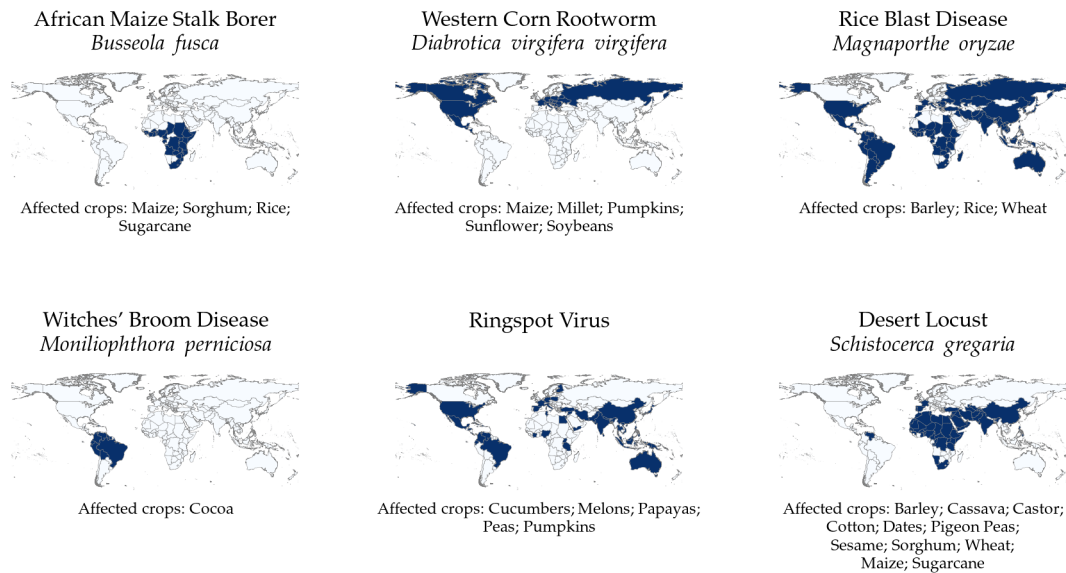 African Maize Stalk Borer
Busseola fusca
Affected crops: Maize; Sorghum; Rice;
Sugarcane
Western Corn Rootworm
Diabrotica virgifera virgifera
Affected crops: Maize; Millet; Pumpkins;
Sunflower; Soybeans
Rice Blast Disease
Magnaporthe oryzae
Affected crops: Barley; Rice; Wheat
Witches’ Broom Disease
Moniliophthora perniciosa
Affected crops: Cocoa
Ringspot Virus
Affected crops: Cucumbers; Melons; Papayas;
Peas; Pumpkins
Desert Locust
Schistocerca gregaria
Affected crops: Barley; Cassava; Castor;
Cotton; Dates; Pigeon Peas;
Sesame; Sorghum; Wheat;
Maize; Sugarcane